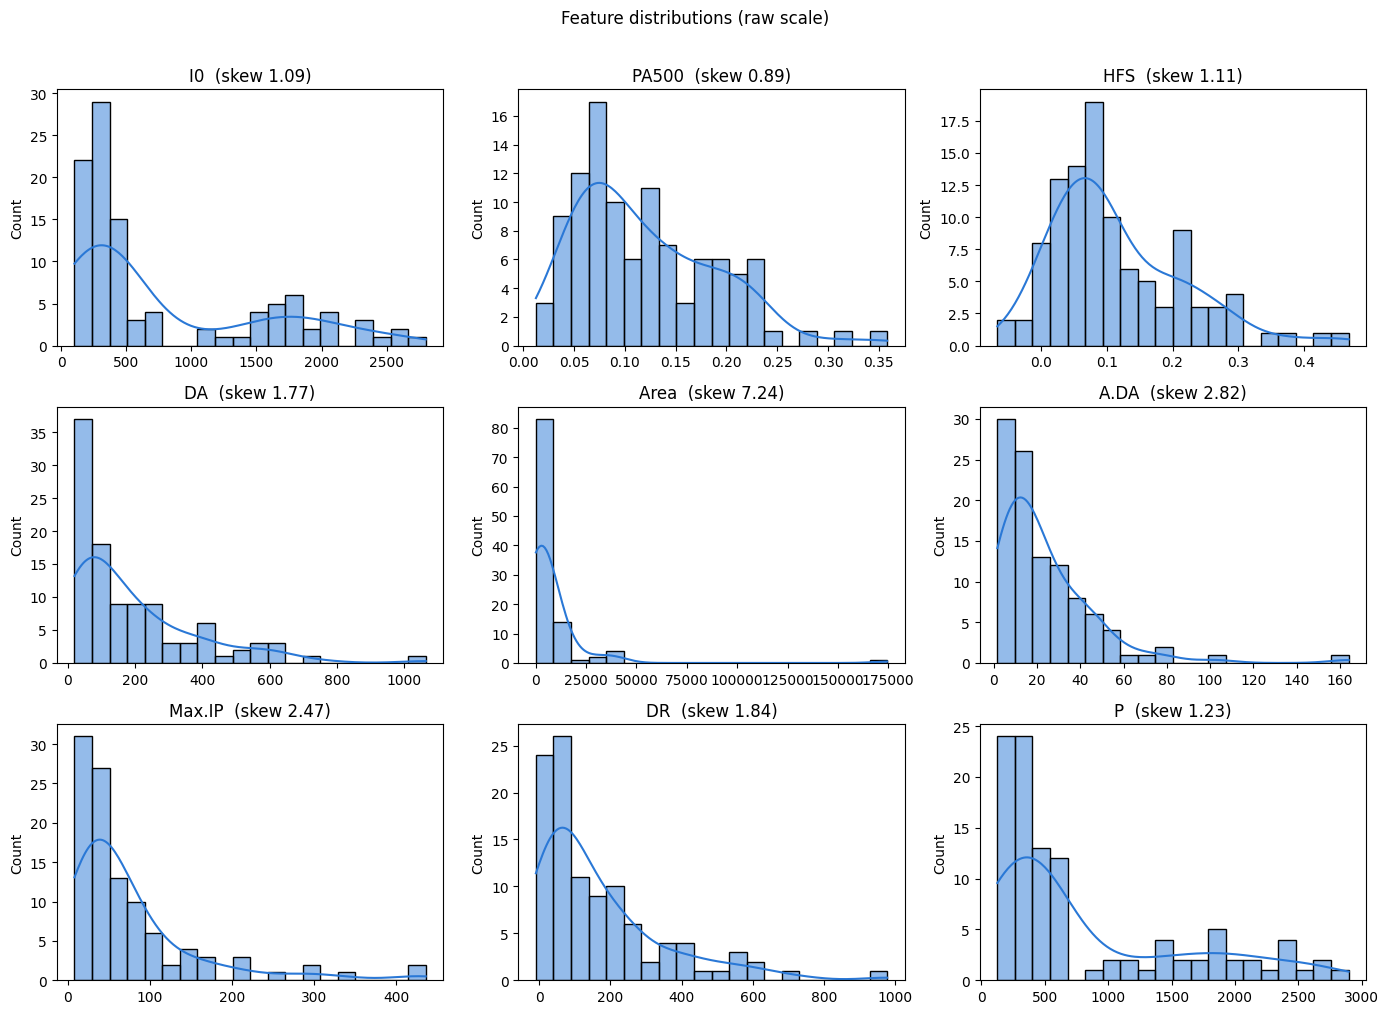 Feature distributions (raw scale)
I0 (skew 1.09)
PA500 (skew 0.89)
HFS (skew 1.11)
Count
30
25
20
15
10
5
0
0 500 1000 1500 2000 2500
Count
16
14
12
10
8
6
4
2
0
0.00 0.05 0.10 0.15 0.20 0.25 0.30 0.35
Count
17.5
15.0
12.5
10.0
7.5
5.0
2.5
0.0
0.0 0.1 0.2 0.3 0.4
DA (skew 1.77)
Area (skew 7.24)
A.DA (skew 2.82)
Count
35
30
25
20
15
10
5
0
0 200 400 600 800 1000
Count
80
70
60
50
40
30
20
10
0
0 25000 50000 75000 100000 125000 150000 175000
Count
30
25
20
15
10
5
0
0 20 40 60 80 100 120 140 160
Max.IP (skew 2.47)
DR (skew 1.84)
P (skew 1.23)
Count
30
25
20
15
10
5
0
0 100 200 300 400
Count
25
20
15
10
5
0
0 200 400 600 800 1000
Count
25
20
15
10
5
0
0 500 1000 1500 2000 2500 3000